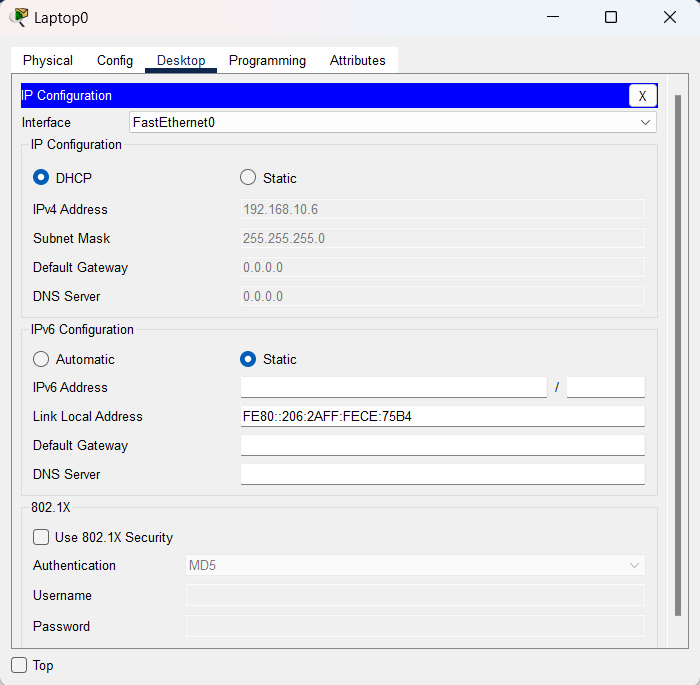 Laptop0
Physical Config Desktop Programming Attributes
IP Configuration X
Interface FastEthernet0
IP Configuration
DHCP Static
IPv4 Address 192.168.10.6
Subnet Mask 255.255.255.0
Default Gateway 0.0.0.0
DNS Server 0.0.0.0
IPv6 Configuration
Automatic Static
IPv6 Address /
Link Local Address FE80::206:2AFF:FECE:75B4
Default Gateway
DNS Server
802.1X
Use 802.1X Security
Authentication MD5
Username
Password
Top